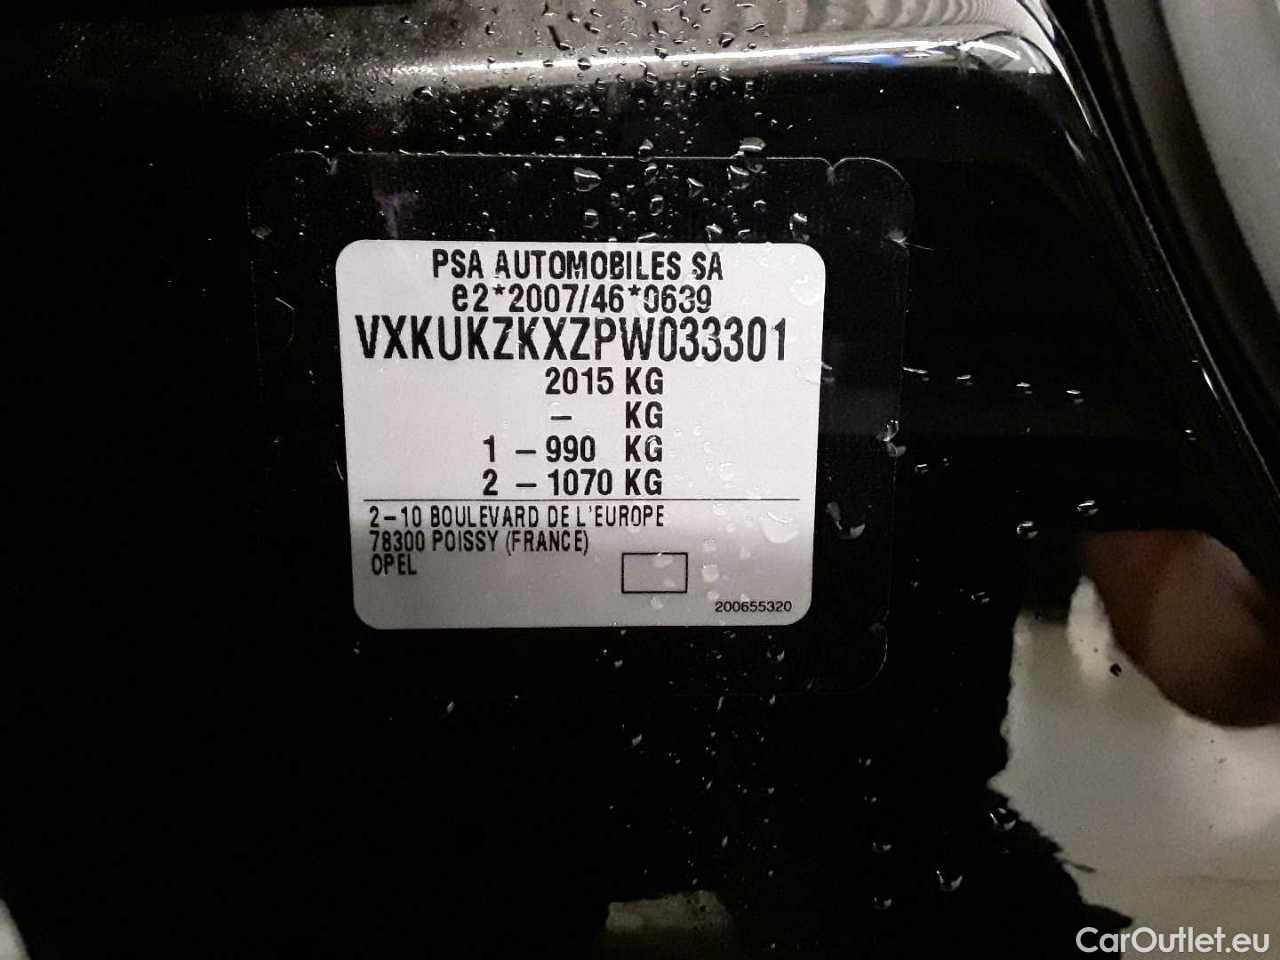 PSA AUTOMOBILES SA
e2*2007/46*0639
VXKUKZKXZPW033301
2015 KG
– KG
1 – 990 KG
2 – 1070 KG
2-10 BOULEVARD DE L'EUROPE
78300 POISSY (FRANCE)
OPEL
200655320
CarOutlet.eu